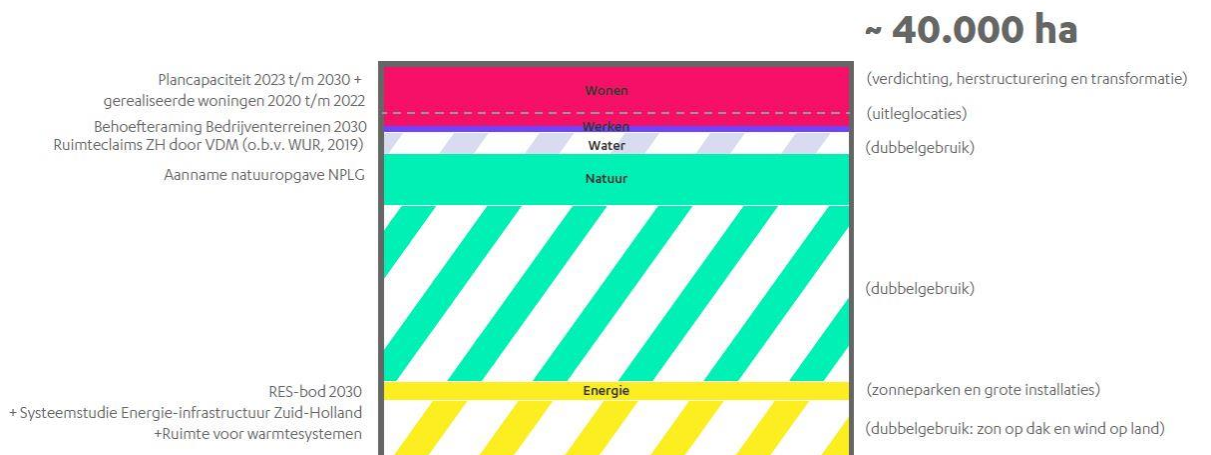 ~ 40.000 ha
Plancapaciteit 2023 t/m 2030 +
gerealiseerde woningen 2020 t/m 2022
Wonen
(verdichting, herstructurering en transformatie)
(uitleglocaties)
Behoefteraming Bedrijventerreinen 2030
Werken
Ruimteclaims ZH door VDM (o.b.v. WUR, 2019)
Water
(dubbelgebruik)
Aanname natuuropgave NPLG
Natuur
(dubbelgebruik)
RES-bod 2030
Energie
(zonneparken en grote installaties)
+ Systeemstudie Energie-infrastructuur Zuid-Holland
+Ruimte voor warmtesystemen
(dubbelgebruik: zon op dak en wind op land)